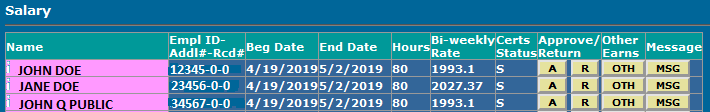 Salary
Name Empl ID-Addl#-Rcd# Beg Date End Date Hours Bi-weekly Rate Certs Status Approve/Return Other Earns Message
JOHN DOE 12345-0-0 4/19/2019 5/2/2019 80 1993.1 S A R OTH MSG
JANE DOE 23456-0-0 4/19/2019 5/2/2019 80 2027.37 S A R OTH MSG
JOHN Q PUBLIC 34567-0-0 4/19/2019 5/2/2019 80 1993.1 S A R OTH MSG